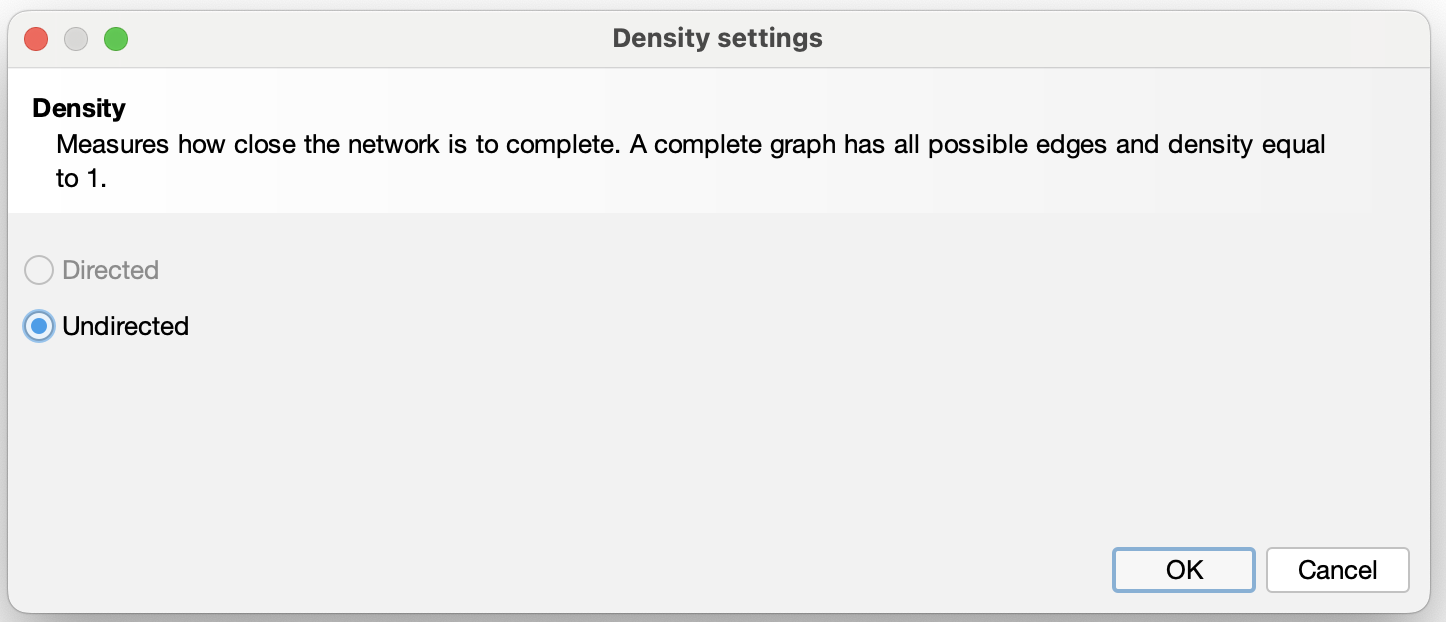 Density settings
Density
Measures how close the network is to complete. A complete graph has all possible edges and density equal
to 1.
Directed
Undirected
OK
Cancel